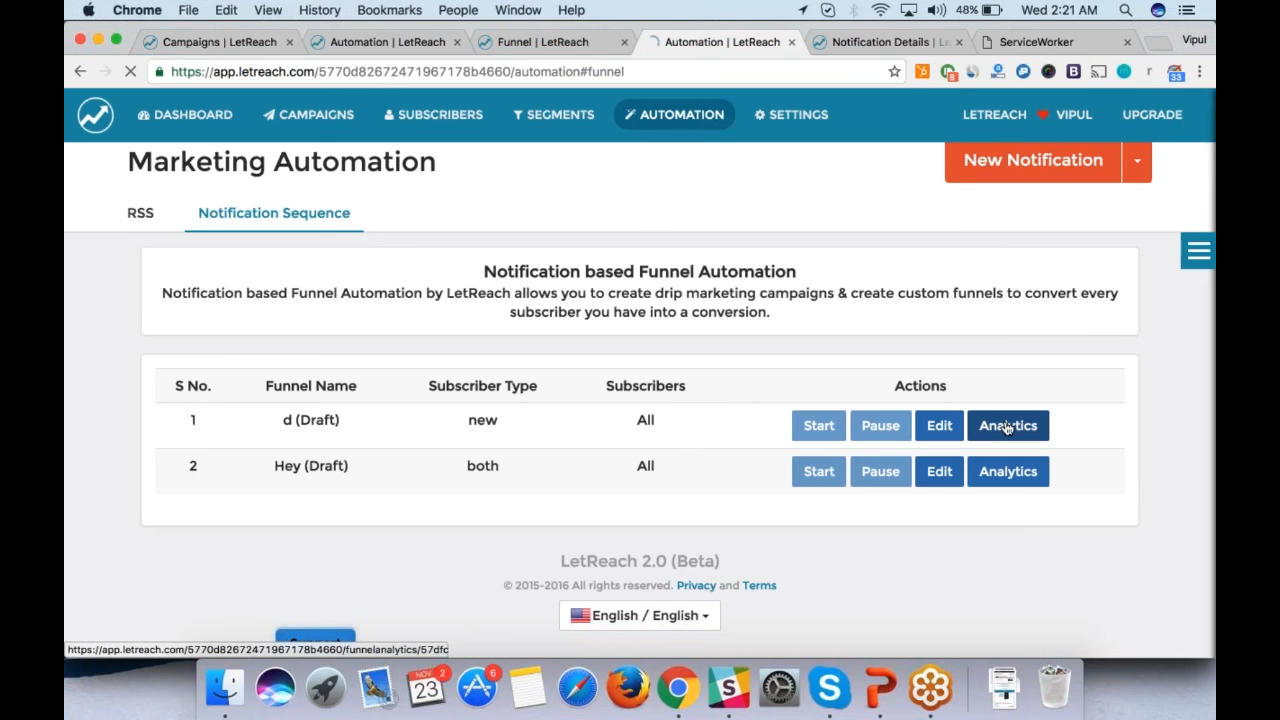 Chrome File Edit View History Bookmarks People Window Help 48% Wed 2:21 AM
Campaigns | LetReach × Automation | LetReach × Funnel | LetReach × Automation | LetReach × Notification Details | Le × ServiceWorker × Vipul
https://app.letreach.com/5770d82672471967178b4660/automation#funnel
DASHBOARD CAMPAIGNS SUBSCRIBERS SEGMENTS AUTOMATION SETTINGS LETREACH VIPUL UPGRADE
Marketing Automation New Notification
RSS Notification Sequence
Notification based Funnel Automation
Notification based Funnel Automation by LetReach allows you to create drip marketing campaigns & create custom funnels to convert every
subscriber you have into a conversion.
S No. Funnel Name Subscriber Type Subscribers Actions
1 d (Draft) new All Start Pause Edit Analytics
2 Hey (Draft) both All Start Pause Edit Analytics
LetReach 2.0 (Beta)
© 2015-2016 All rights reserved. Privacy and Terms
English / English
https://app.letreach.com/5770d82672471967178b4660/funnelanalytics/57dfc
NOV 2 6
23